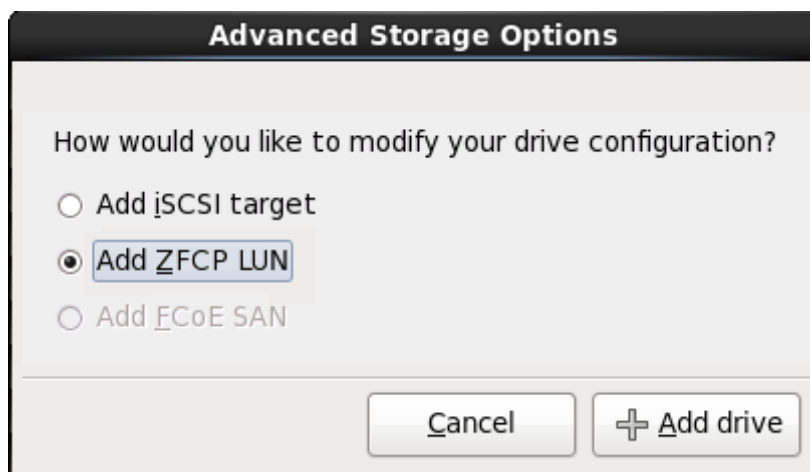 Advanced Storage Options
How would you like to modify your drive configuration?
Add iSCSI target
Add ZFCP LUN
Add FCoE SAN
Cancel
Add drive